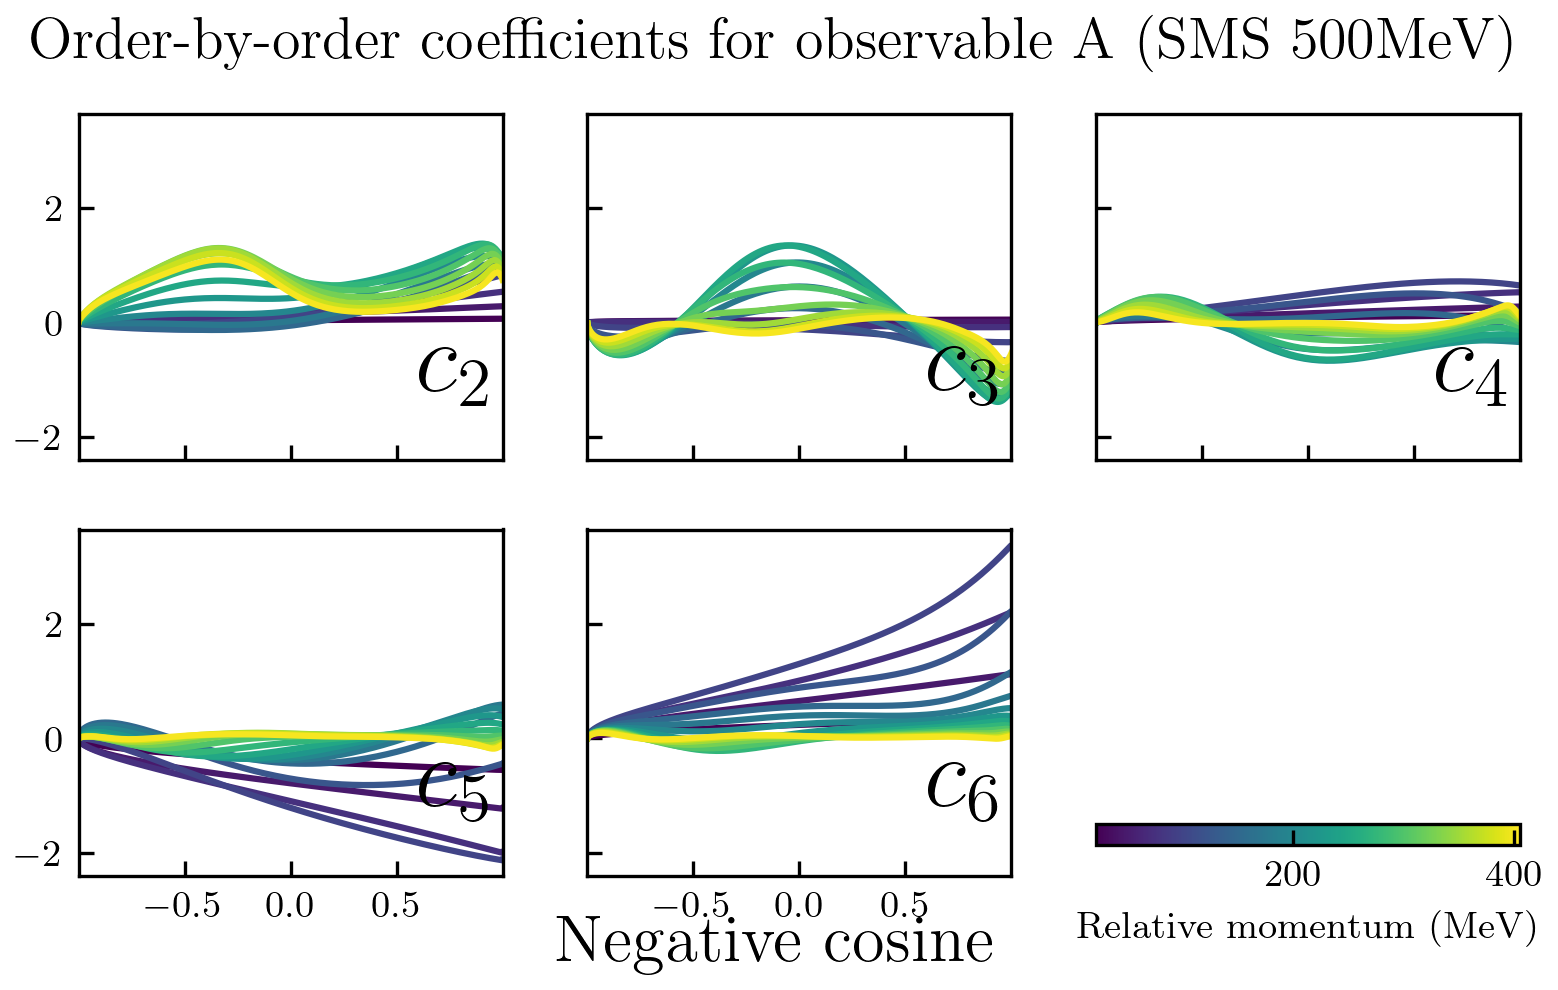 Order-by-order coefficients for observable A (SMS 500MeV)
2
0
−2
c2
c3
c4
2
0
−2
c5
c6
−0.5 0.0 0.5
−0.5 0.0 0.5
Negative cosine
200 400
Relative momentum (MeV)